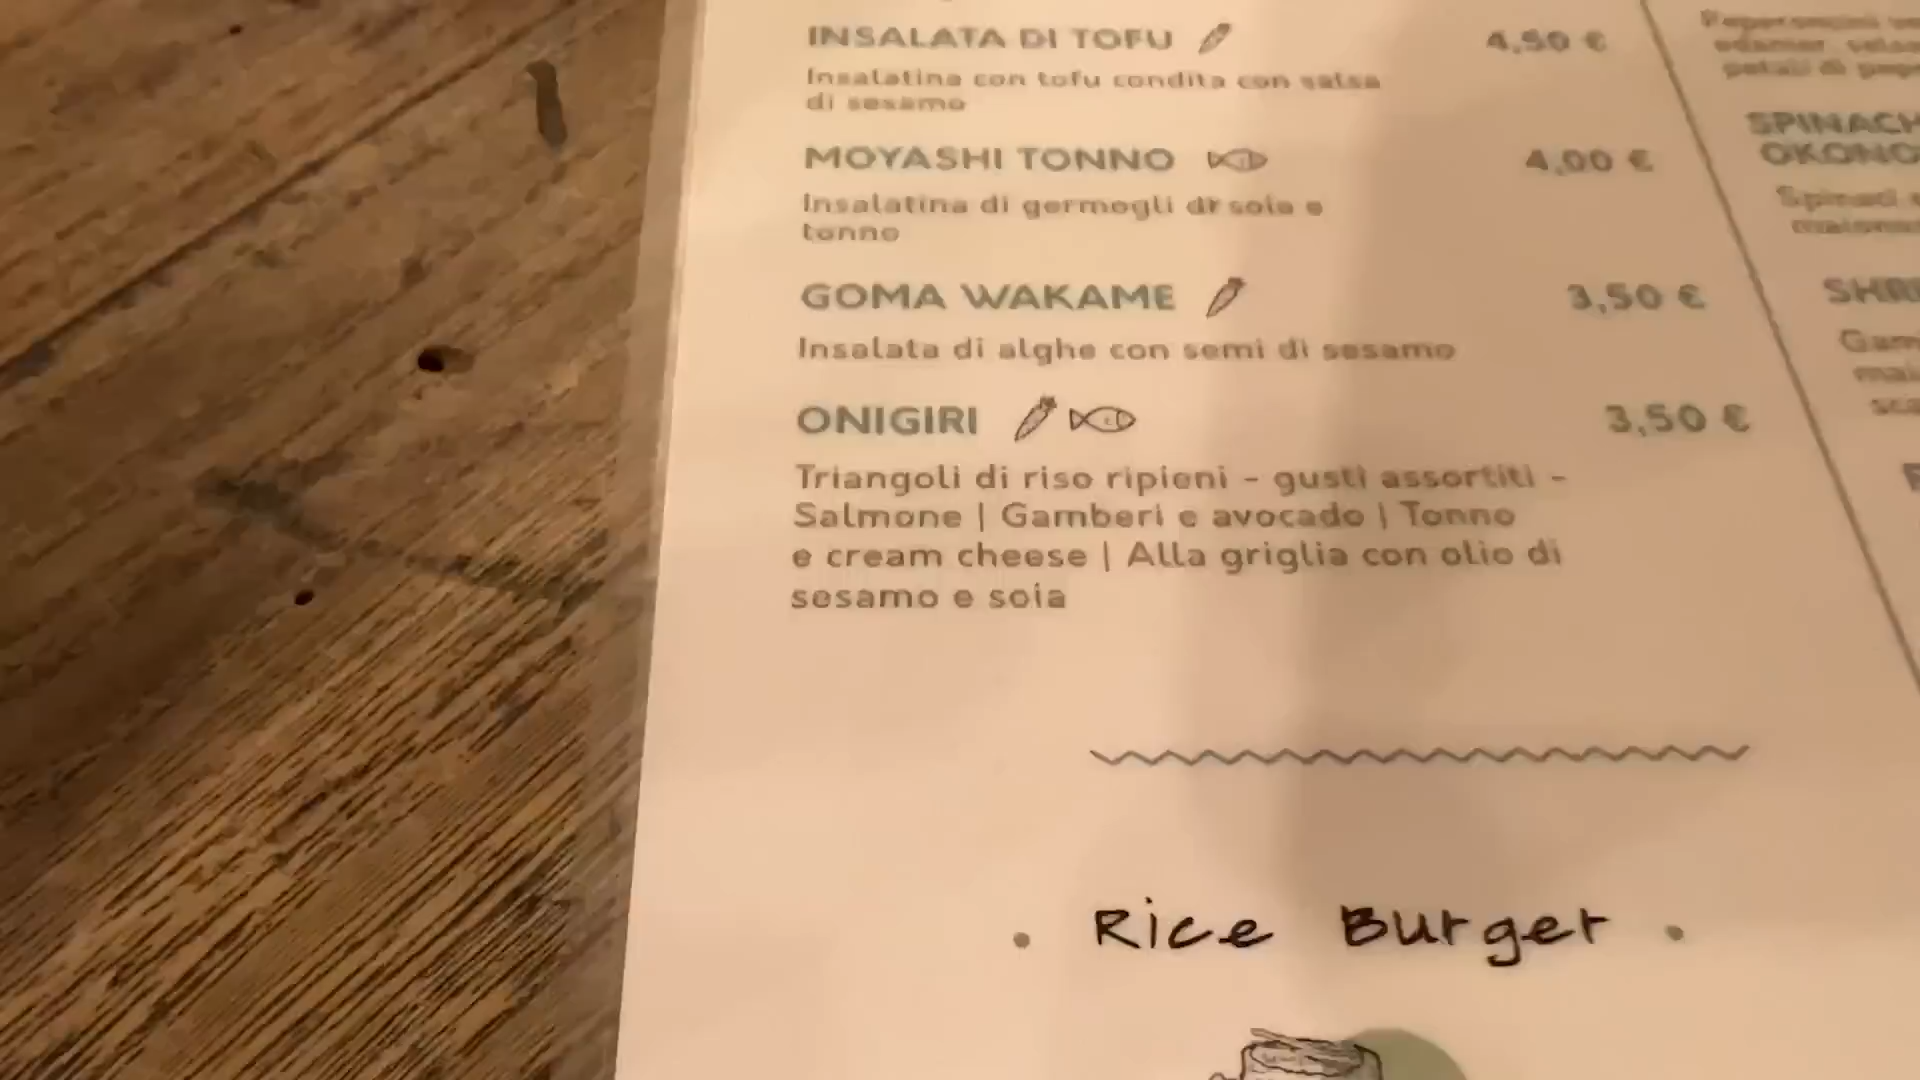 INSALATA DI TOFU 4,50 €
Insalatina con tofu condita con salsa
di sesamo
MOYASHI TONNO 4,00 €
Insalatina di germogli di soia e
tonno
GOMA WAKAME 3,50 €
Insalata di alghe con semi di sesamo
ONIGIRI 3,50 €
Triangoli di riso ripieni - gusti assortiti -
Salmone | Gamberi e avocado | Tonno
e cream cheese | Alla griglia con olio di
sesamo e soia
• Rice Burger •
SPINACH
OKONO
Spinaci